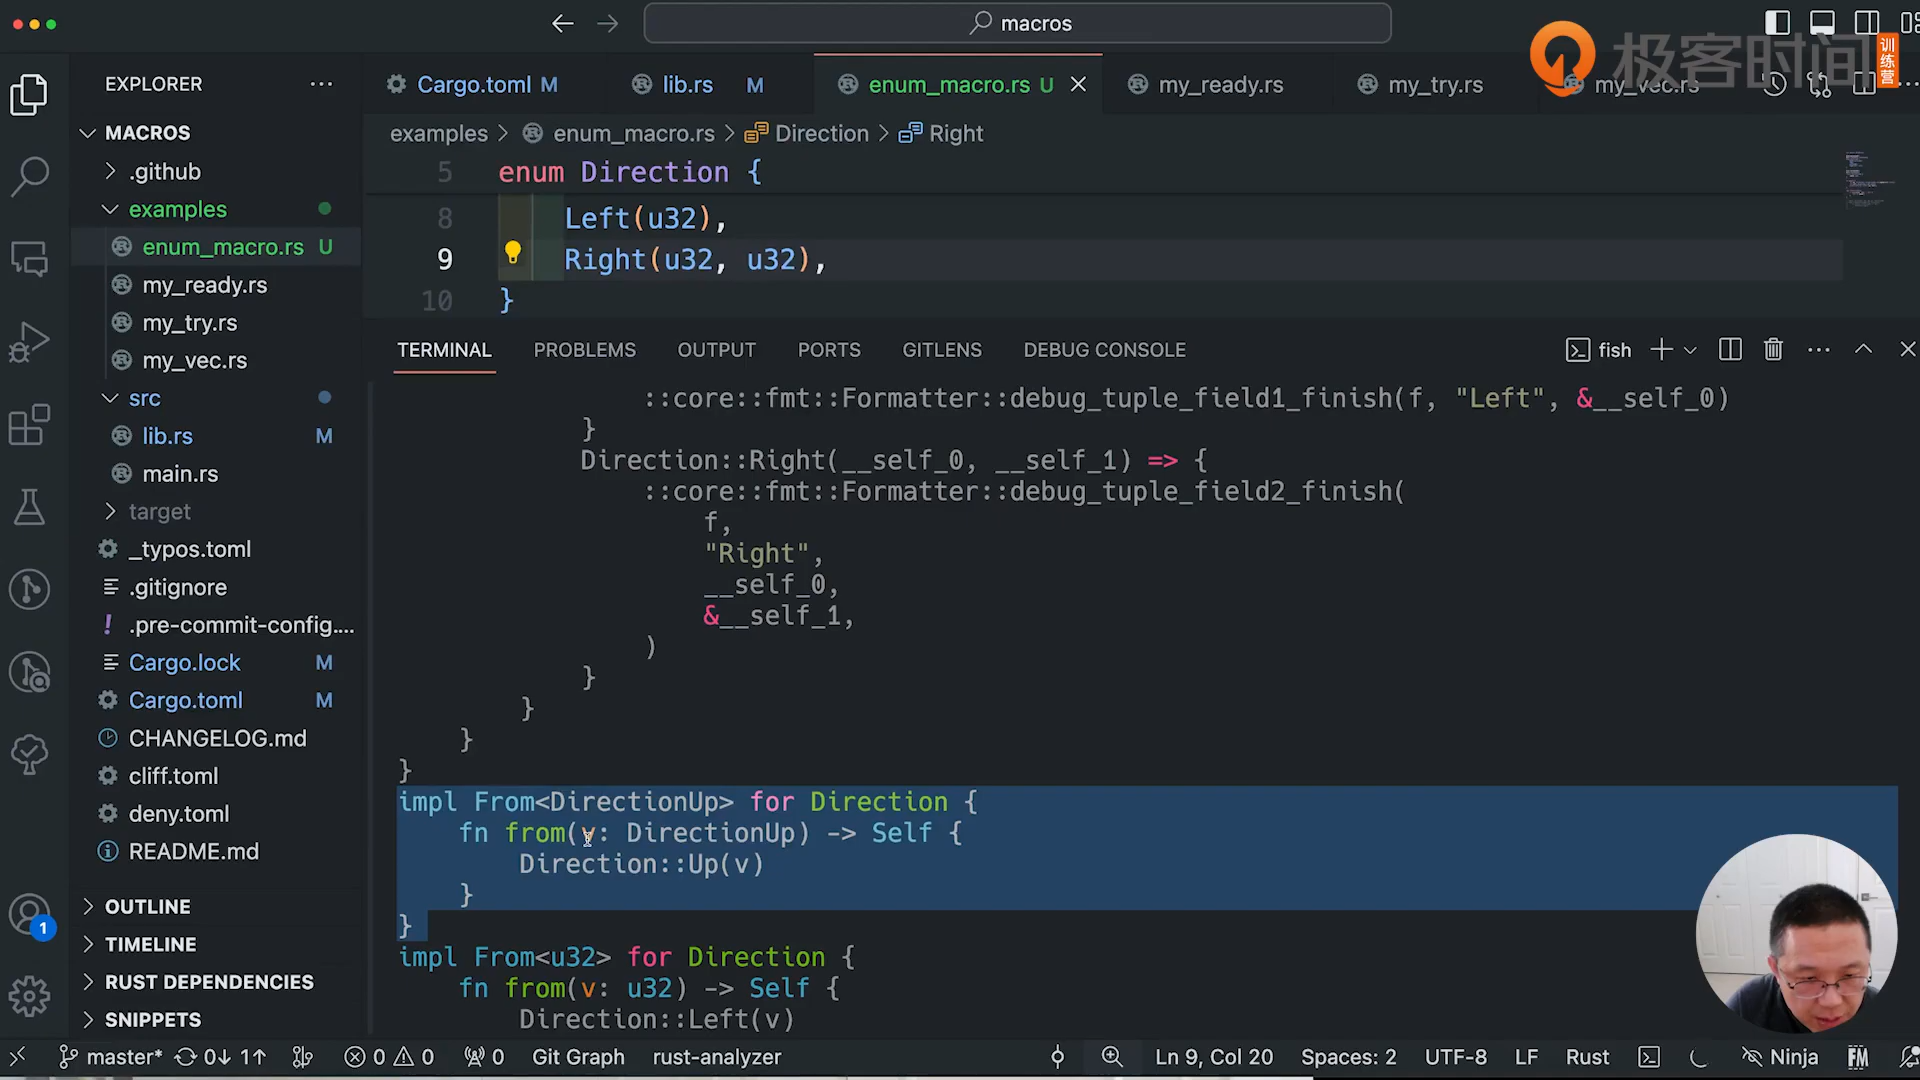 macros
极客时间
训练营
EXPLORER
Cargo.toml M
lib.rs M
enum_macro.rs U
my_ready.rs
my_try.rs
my_vec.rs
MACROS
examples > enum_macro.rs > Direction > Right
.github
5 enum Direction {
examples
8 Left(u32),
enum_macro.rs U
9 Right(u32, u32),
my_ready.rs
10 }
my_try.rs
TERMINAL PROBLEMS OUTPUT PORTS GITLENS DEBUG CONSOLE
fish
my_vec.rs
src
::core::fmt::Formatter::debug_tuple_field1_finish(f, "Left", &__self_0)
}
lib.rs M
Direction::Right(__self_0, __self_1) => {
main.rs
::core::fmt::Formatter::debug_tuple_field2_finish(
target
f,
_typos.toml
"Right",
.gitignore
__self_0,
.pre-commit-config....
&__self_1,
)
Cargo.lock M
}
Cargo.toml M
}
CHANGELOG.md
}
cliff.toml
}
impl From<DirectionUp> for Direction {
deny.toml
fn from(v: DirectionUp) -> Self {
README.md
Direction::Up(v)
}
OUTLINE
}
1
TIMELINE
impl From<u32> for Direction {
RUST DEPENDENCIES
fn from(v: u32) -> Self {
SNIPPETS
Direction::Left(v)
master* 0↓ 1↑ 0 0 0 Git Graph rust-analyzer
Ln 9, Col 20 Spaces: 2 UTF-8 LF Rust Ninja